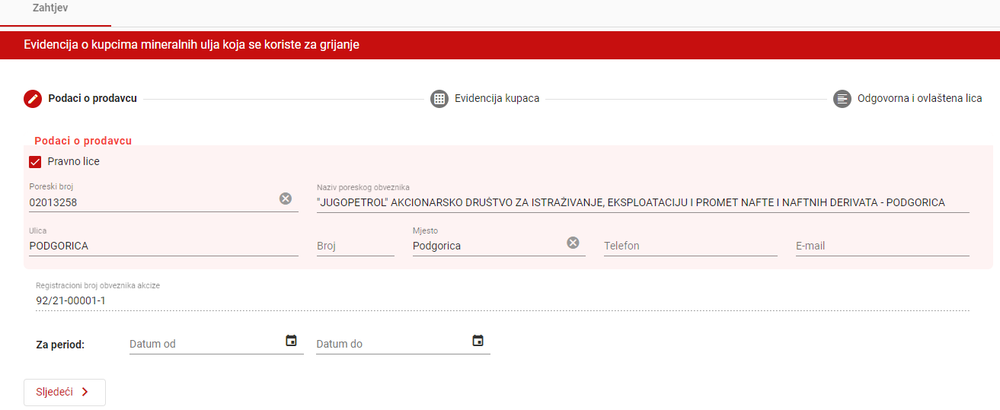 Zahtjev
Evidencija o kupcima mineralnih ulja koja se koriste za grijanje
Podaci o prodavcu
Evidencija kupaca
Odgovorna i ovlaštena lica
Podaci o prodavcu
Pravno lice
Poreski broj
02013258
Naziv poreskog obveznika
"JUGOPETROL" AKCIONARSKO DRUŠTVO ZA ISTRAŽIVANJE, EKSPLOATACIJU I PROMET NAFTE I NAFTNIH DERIVATA - PODGORICA
Ulica
PODGORICA
Broj
Mjesto
Podgorica
Telefon
E-mail
Registracioni broj obveznika akcize
92/21-00001-1
Za period:
Datum od
Datum do
Sljedeći